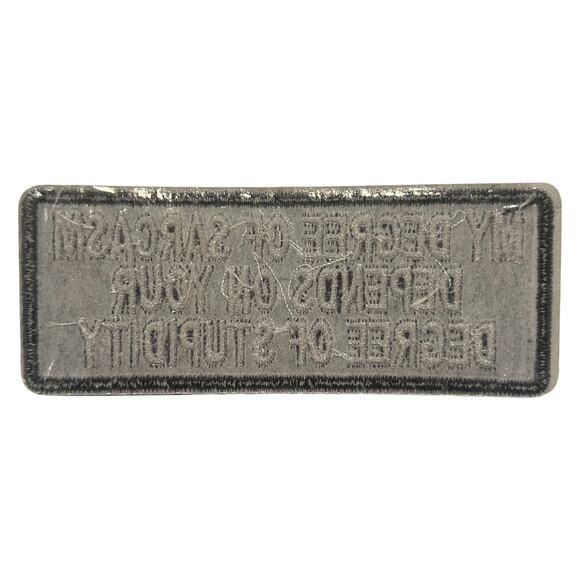 MY DEGREE OF SARCASM
DEPENDS ON YOUR
DEGREE OF STUPIDITY